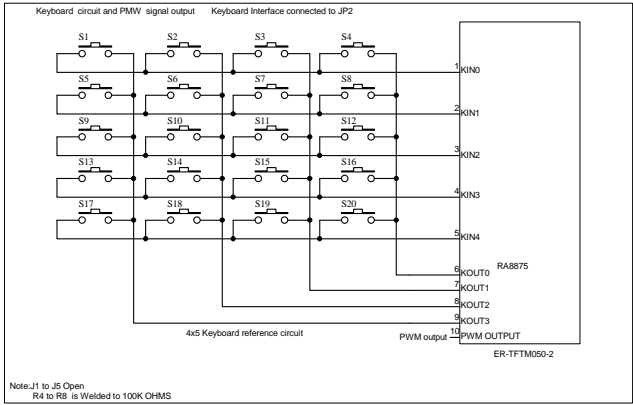 Keyboard circuit and PMW signal output Keyboard Interface connected to JP2
S1 S2 S3 S4
1 KIN0
S5 S6 S7 S8
2 KIN1
S9 S10 S11 S12
3 KIN2
S13 S14 S15 S16
4 KIN3
S17 S18 S19 S20
5 KIN4
RA8875
6 KOUT0
7 KOUT1
8 KOUT2
9 KOUT3
4x5 Keyboard reference circuit
PWM output 10 PWM OUTPUT
ER-TFTM050-2
Note:J1 to J5 Open
R4 to R8 is Welded to 100K OHMS